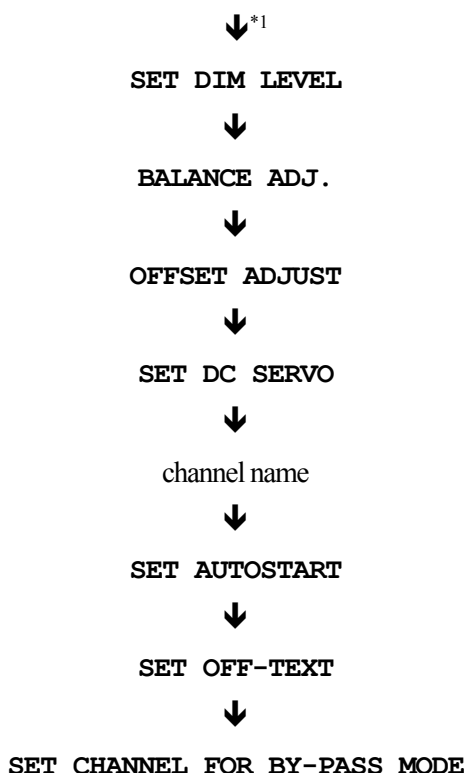 🡫*1
SET DIM LEVEL
🡫
BALANCE ADJ.
🡫
OFFSET ADJUST
🡫
SET DC SERVO
🡫
channel name
🡫
SET AUTOSTART
🡫
SET OFF-TEXT
🡫
SET CHANNEL FOR BY-PASS MODE